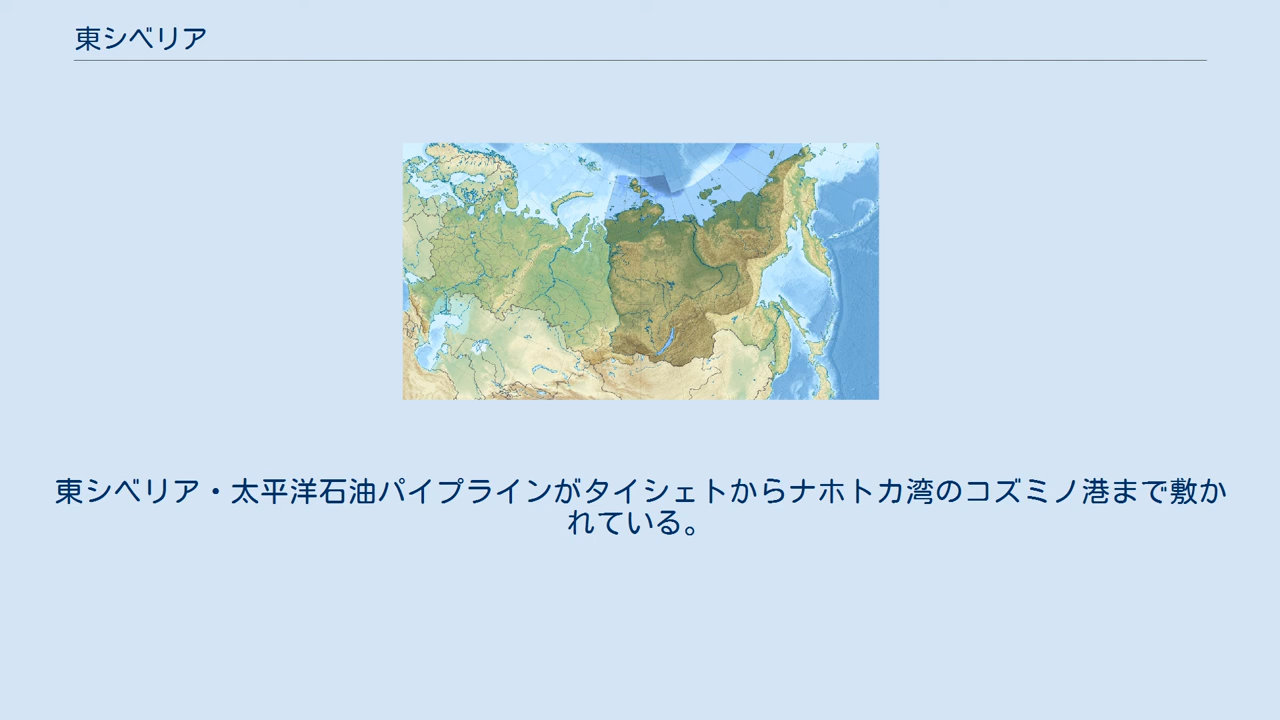 東シベリア
東シベリア・太平洋石油パイプラインがタイシェトからナホトカ湾のコズミノ港まで敷か
れている。